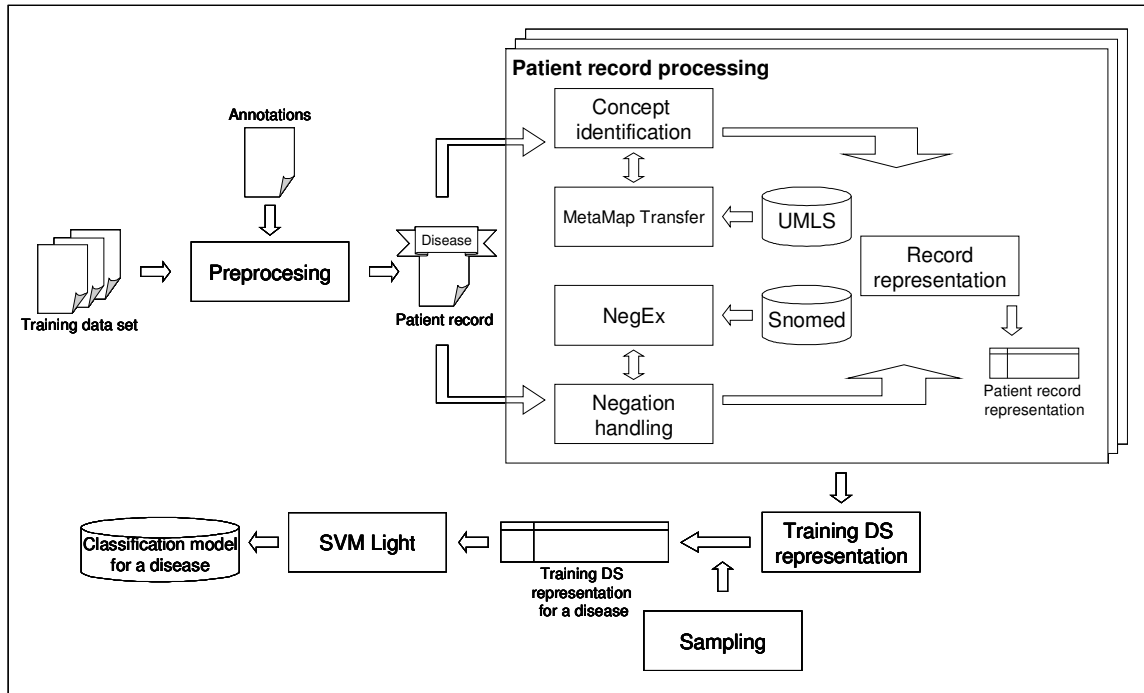 Patient record processing
Annotations
Concept
identification
MetaMap Transfer
UMLS
Disease
Preprocesing
Record
representation
Training data set
Patient record
NegEx
Snomed
Patient record
representation
Negation
handling
Classification model
for a disease
SVM Light
Training DS
representation
for a disease
Training DS
representation
Sampling